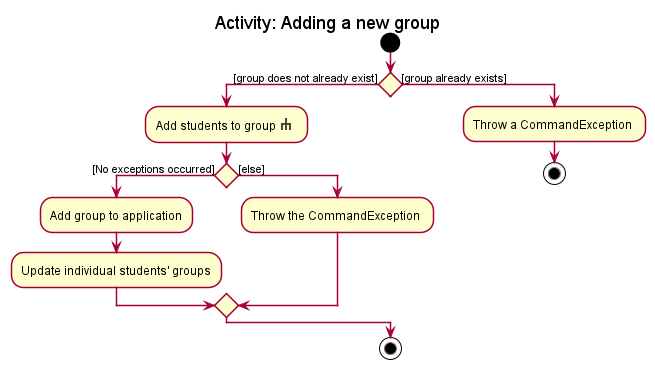 Activity: Adding a new group
[group does not already exist]
[group already exists]
Add students to group
Throw a CommandException
[No exceptions occurred]
[else]
Add group to application
Throw the CommandException
Update individual students' groups